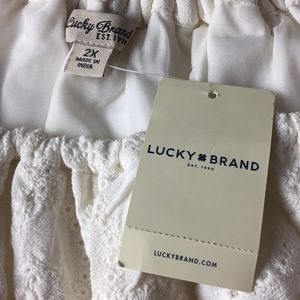 Lucky Brand
EST. 1990
2X
MADE IN
INDIA
LUCKY BRAND
EST. 1990
LUCKYBRAND.COM